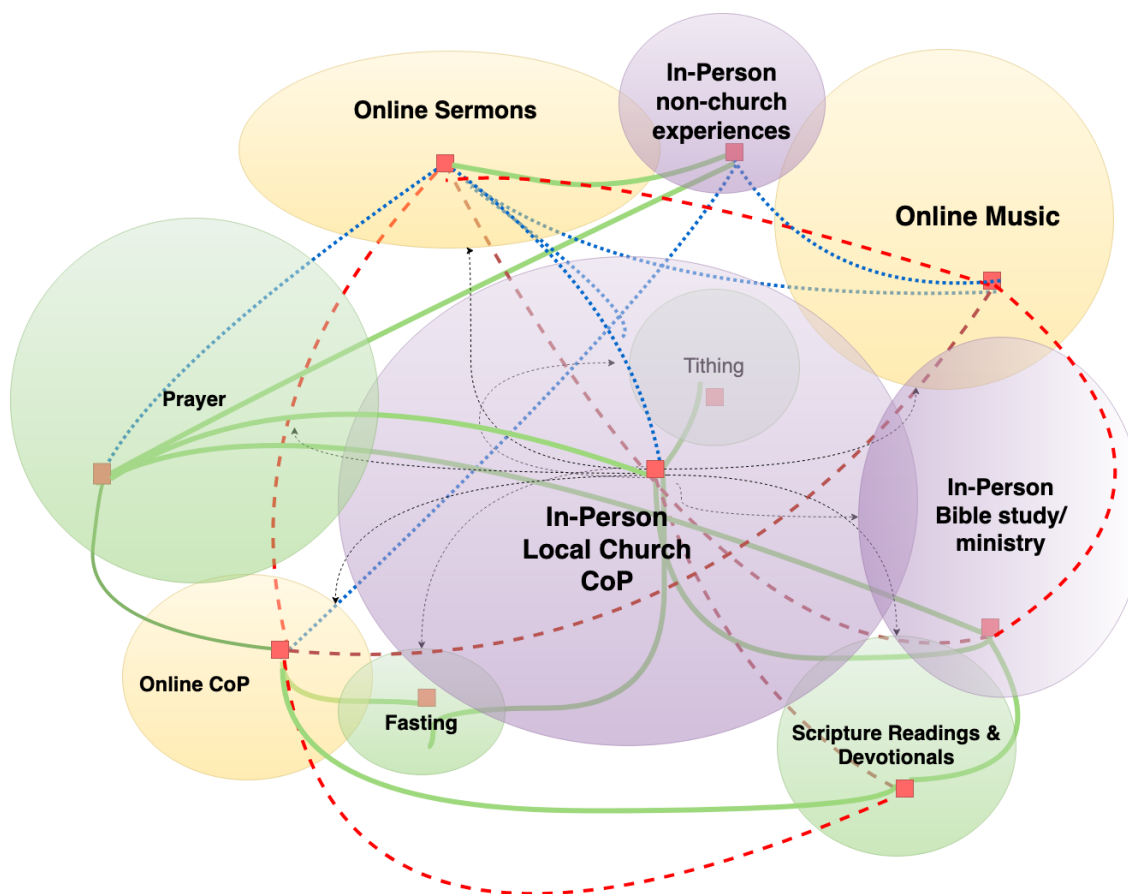 Online Sermons
In-Person
non-church
experiences
Online Music
Tithing
Prayer
In-Person
Local Church
CoP
In-Person
Bible study/
ministry
Online CoP
Fasting
Scripture Readings &
Devotionals